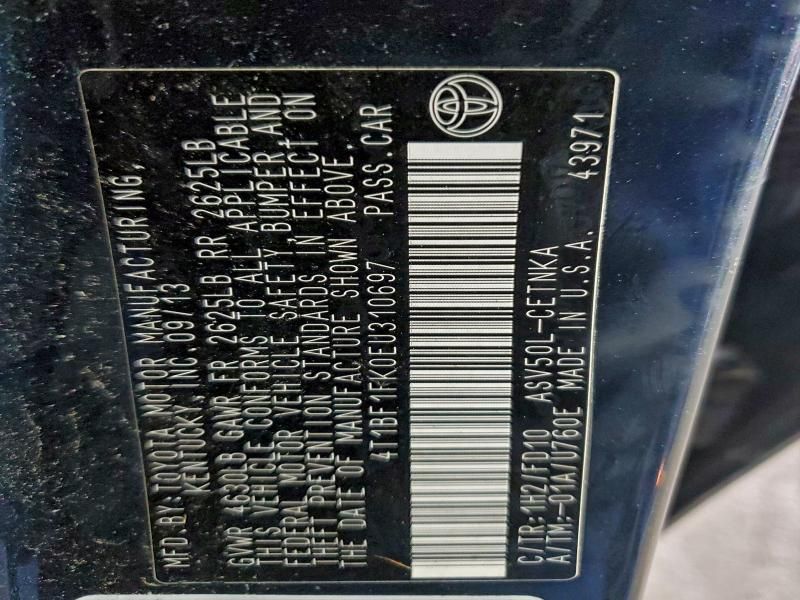 MFD. BY: TOYOTA MOTOR MANUFACTURING,
KENTUCKY, INC. 09/13
GVWR 4630LB GAWR FR 2625LB RR 2625LB
THIS VEHICLE CONFORMS TO ALL APPLICABLE
FEDERAL MOTOR VEHICLE SAFETY, BUMPER, AND
THEFT PREVENTION STANDARDS IN EFFECT ON
THE DATE OF MANUFACTURE SHOWN ABOVE.
4T1BF1FK0EU310697 PASS.CAR
C/TR:1H2/FD10 ASV50L-CETNKA
A/TM:-01A/U760E MADE IN U.S.A. 43971